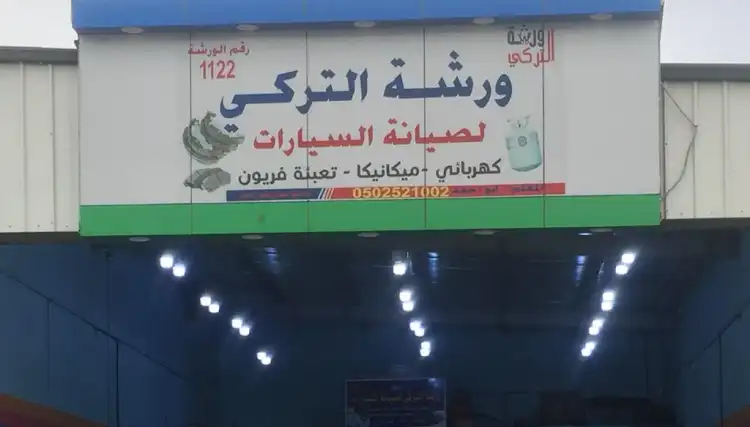 رقم الورشة
1122
ورشة
التركي
ورشة التركي
لصيانة السيارات
كهربائي - ميكانيكا - تعبئة فريون
0502521002